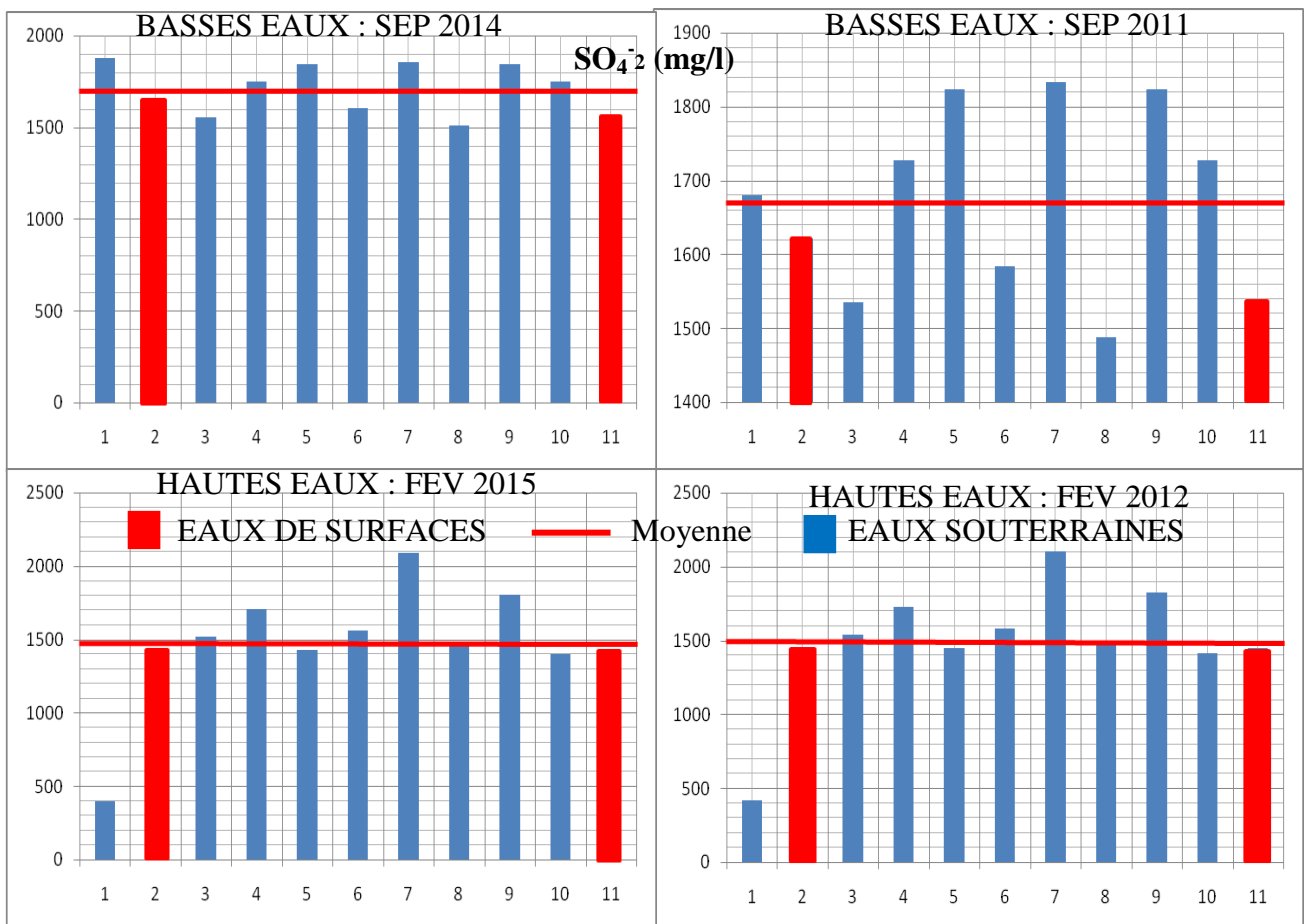 BASSES EAUX : SEP 2014
BASSES EAUX : SEP 2011
SO₄⁻² (mg/l)
2000
1500
1000
500
0
1 2 3 4 5 6 7 8 9 10 11
1900
1800
1700
1600
1500
1400
1 2 3 4 5 6 7 8 9 10 11
HAUTES EAUX : FEV 2015
HAUTES EAUX : FEV 2012
EAUX DE SURFACES Moyenne EAUX SOUTERRAINES
2500
2000
1500
1000
500
0
1 2 3 4 5 6 7 8 9 10 11
2500
2000
1500
1000
500
0
1 2 3 4 5 6 7 8 9 10 11